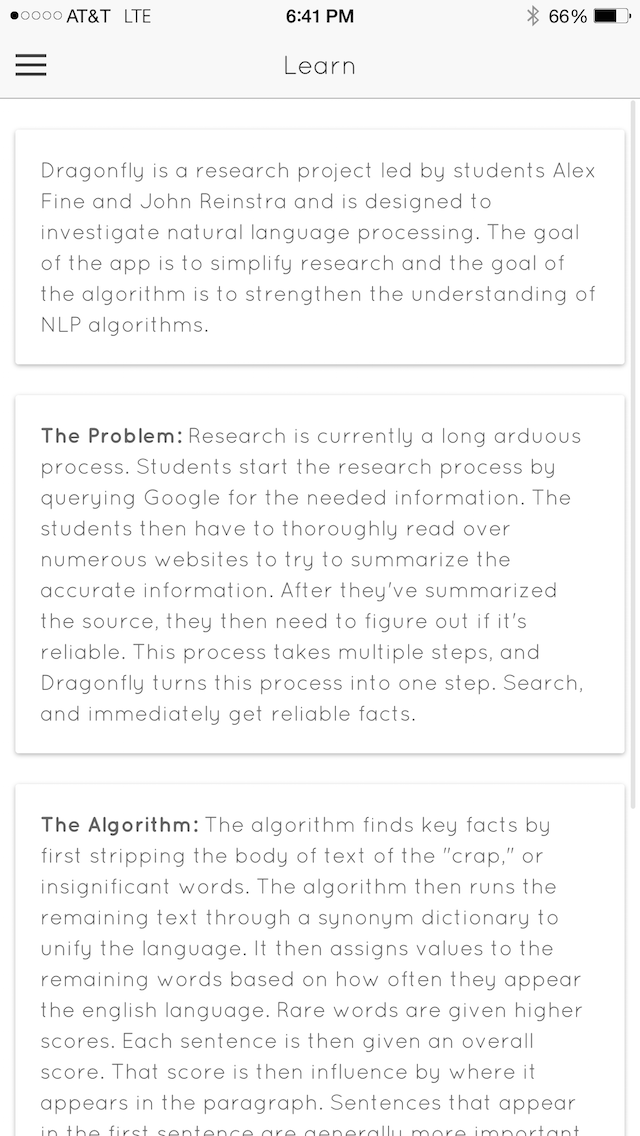 AT&T LTE 6:41 PM 66%
Learn
Dragonfly is a research project led by students Alex
Fine and John Reinstra and is designed to
investigate natural language processing. The goal
of the app is to simplify research and the goal of
the algorithm is to strengthen the understanding of
NLP algorithms.
The Problem: Research is currently a long arduous
process. Students start the research process by
querying Google for the needed information. The
students then have to thoroughly read over
numerous websites to try to summarize the
accurate information. After they've summarized
the source, they then need to figure out if it's
reliable. This process takes multiple steps, and
Dragonfly turns this process into one step. Search,
and immediately get reliable facts.
The Algorithm: The algorithm finds key facts by
first stripping the body of text of the "crap," or
insignificant words. The algorithm then runs the
remaining text through a synonym dictionary to
unify the language. It then assigns values to the
remaining words based on how often they appear
the english language. Rare words are given higher
scores. Each sentence is then given an overall
score. That score is then influence by where it
appears in the paragraph. Sentences that appear
in the first sentence are generally more important